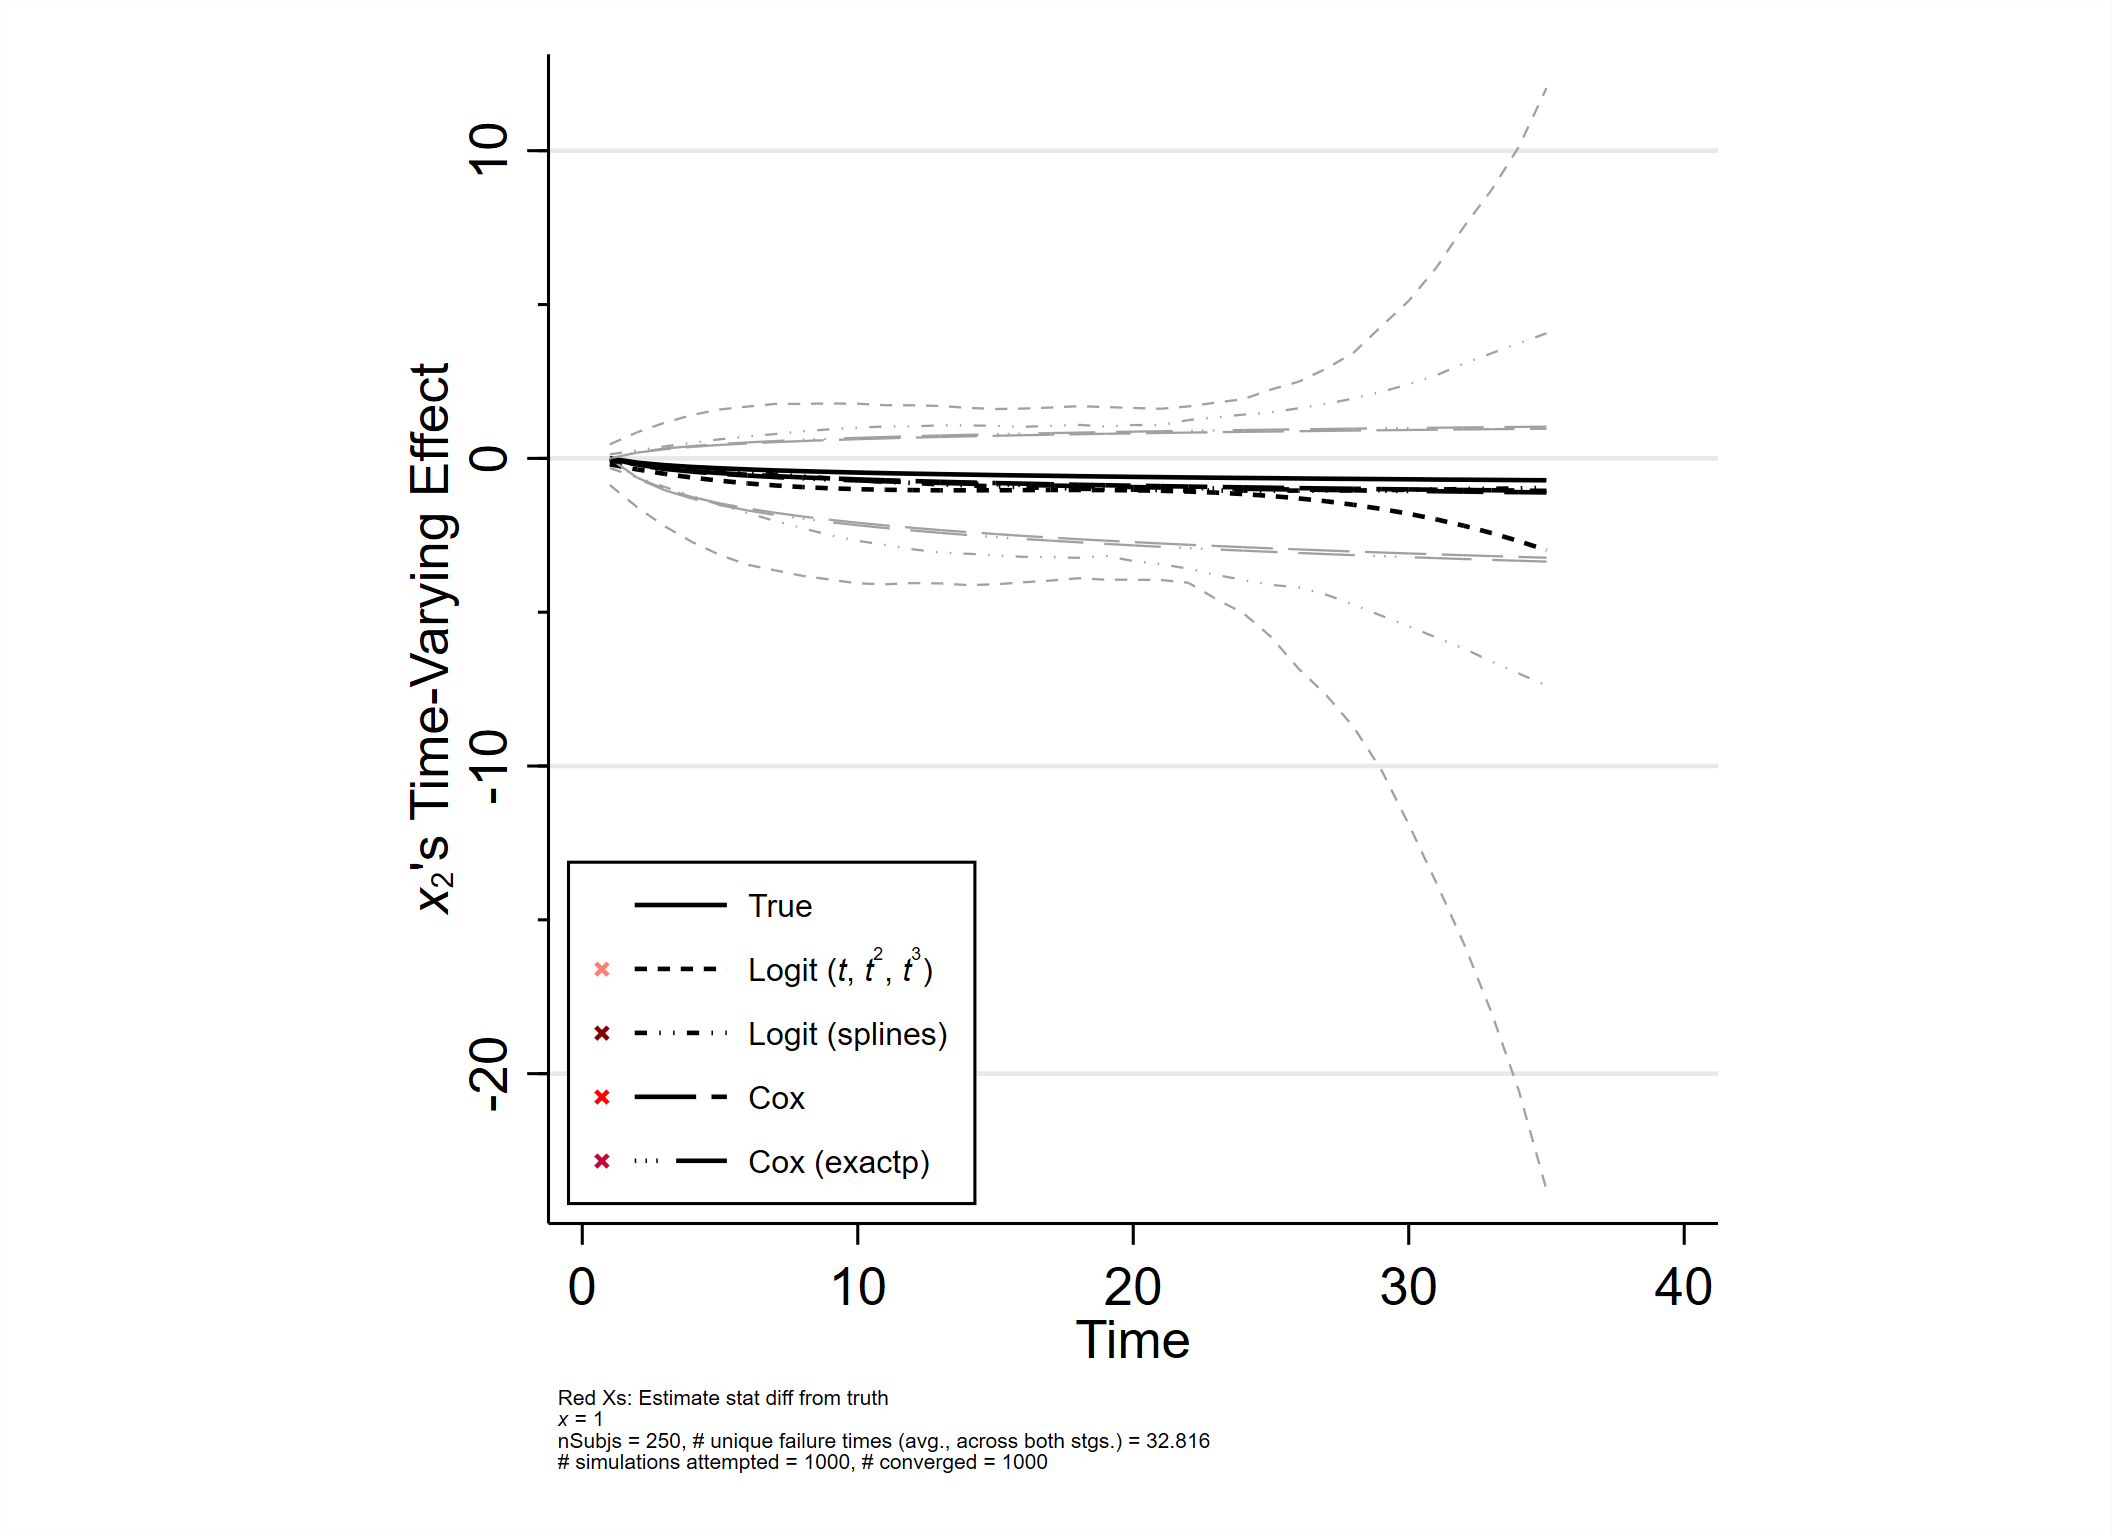 10
0
-10
-20
x₂'s Time-Varying Effect
True
Logit (t, t², t³)
Logit (splines)
Cox
Cox (exactp)
0 10 20 30 40
Time
Red Xs: Estimate stat diff from truth
x = 1
nSubjs = 250, # unique failure times (avg., across both stgs.) = 32.816
# simulations attempted = 1000, # converged = 1000